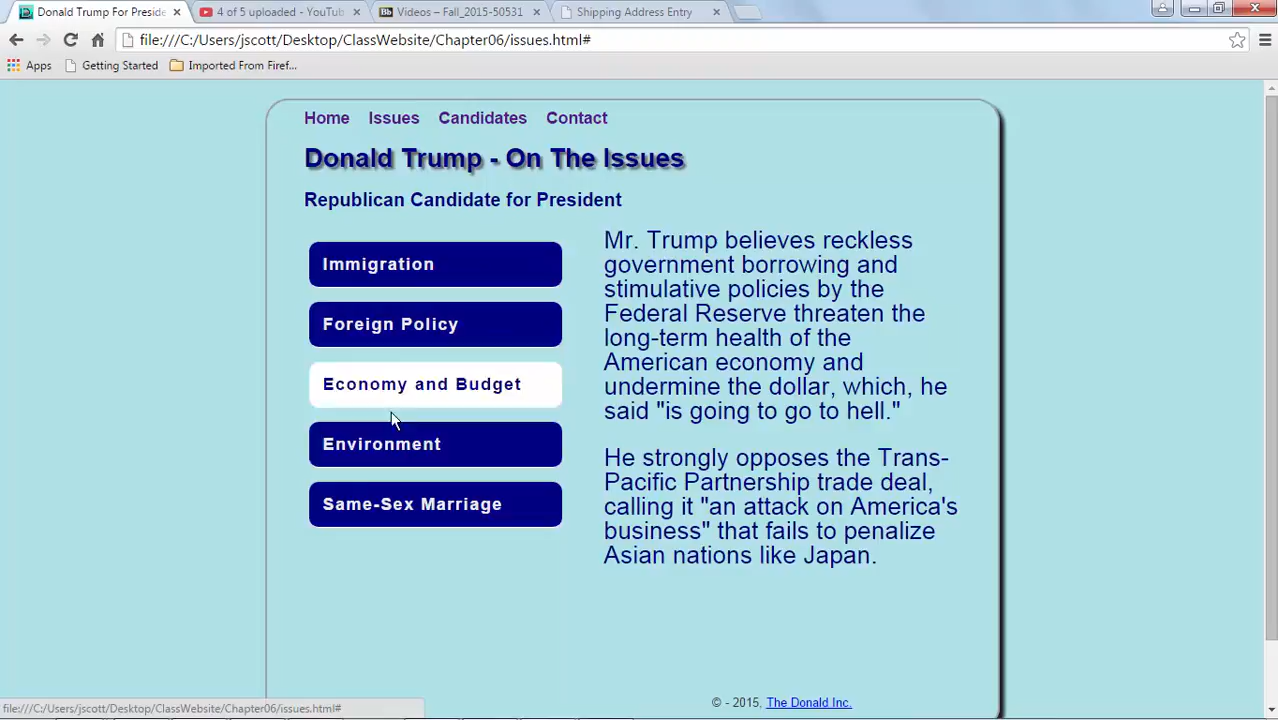 Donald Trump For Preside
4 of 5 uploaded - YouTub
Bb Videos – Fall_2015-50531
Shipping Address Entry
file:///C:/Users/jscott/Desktop/ClassWebsite/Chapter06/issues.html#
Apps Getting Started Imported From Firef...
Home Issues Candidates Contact
Donald Trump - On The Issues
Republican Candidate for President
Immigration
Foreign Policy
Economy and Budget
Environment
Same-Sex Marriage
Mr. Trump believes reckless
government borrowing and
stimulative policies by the
Federal Reserve threaten the
long-term health of the
American economy and
undermine the dollar, which, he
said "is going to go to hell."
He strongly opposes the Trans-
Pacific Partnership trade deal,
calling it "an attack on America's
business" that fails to penalize
Asian nations like Japan.
© - 2015, The Donald Inc.
file:///C:/Users/jscott/Desktop/ClassWebsite/Chapter06/issues.html#